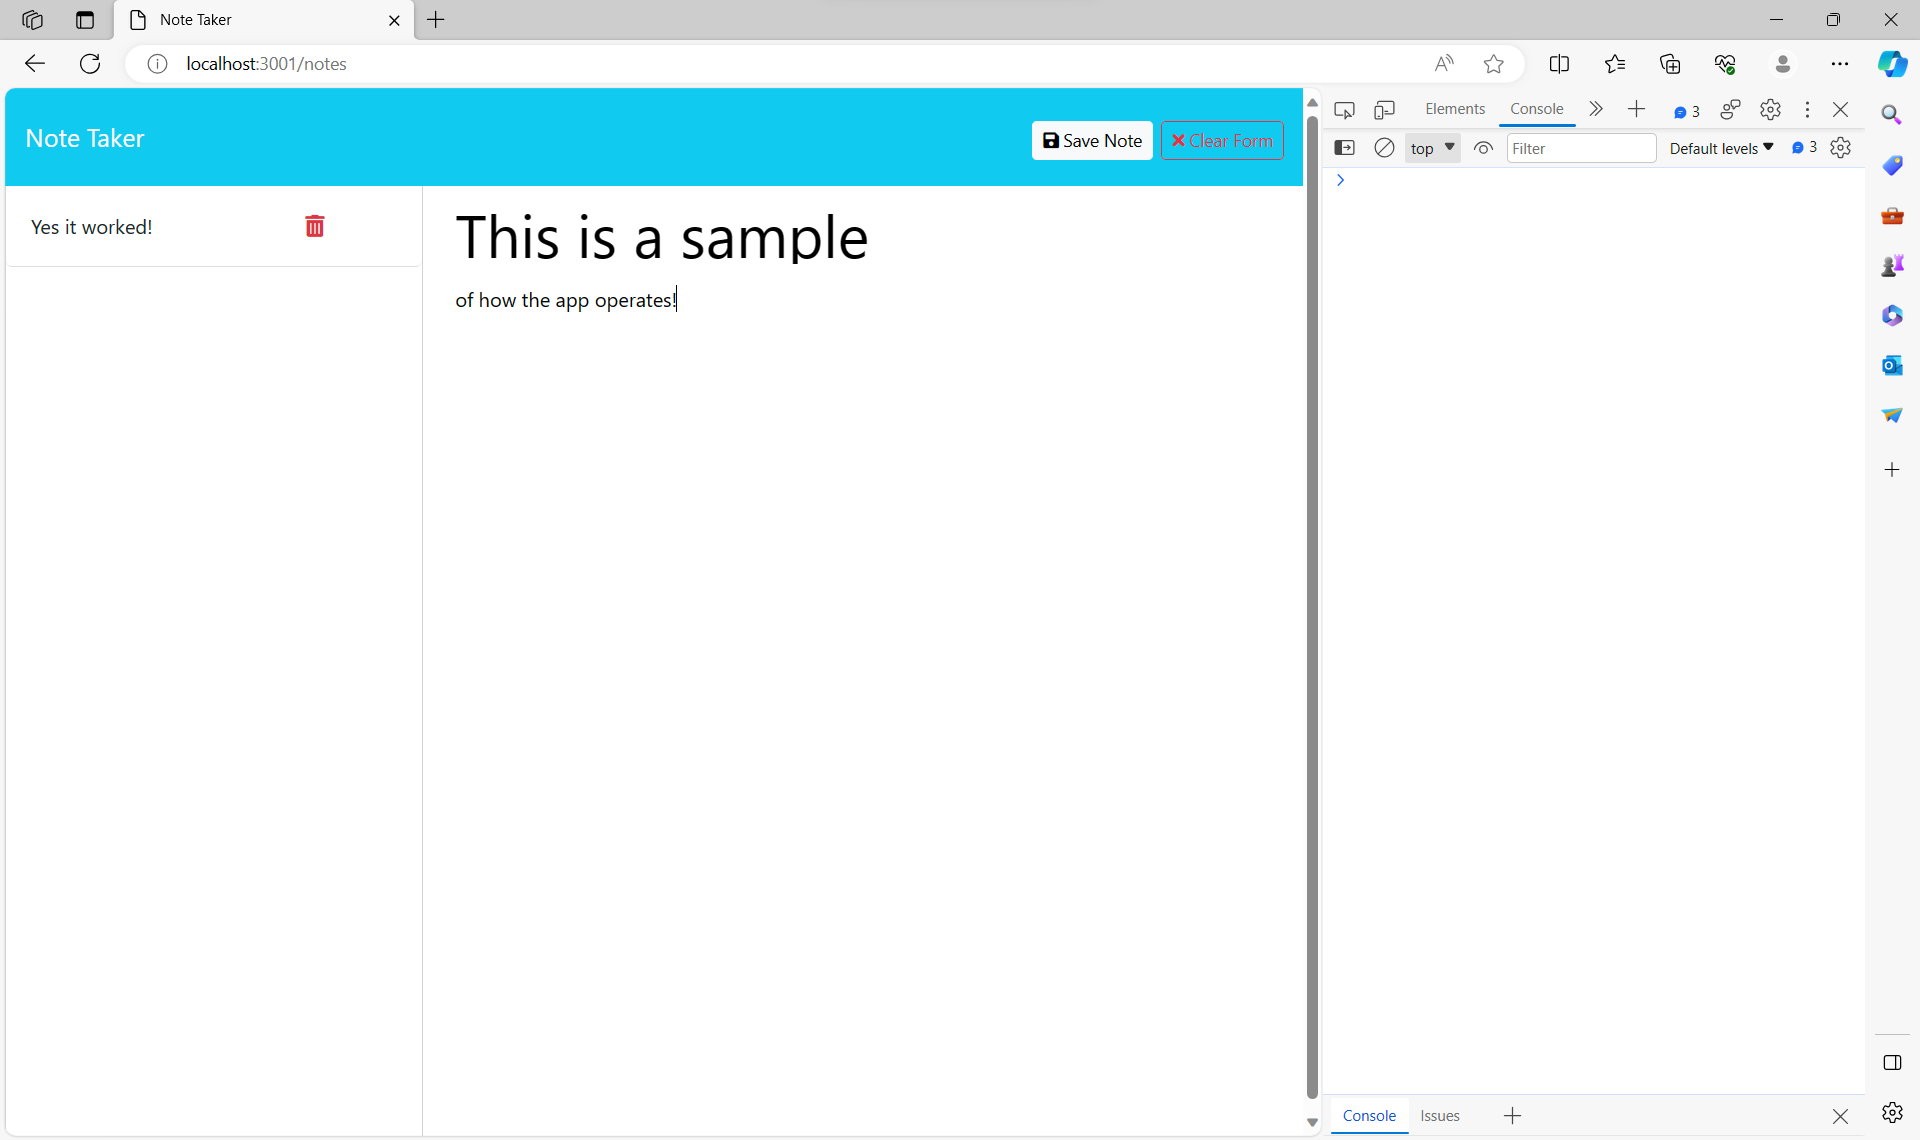 Note Taker
localhost:3001/notes
Note Taker
Save Note
Clear Form
Yes it worked!
This is a sample
of how the app operates!
Elements
Console
3
top
Filter
Default levels
3
Console
Issues